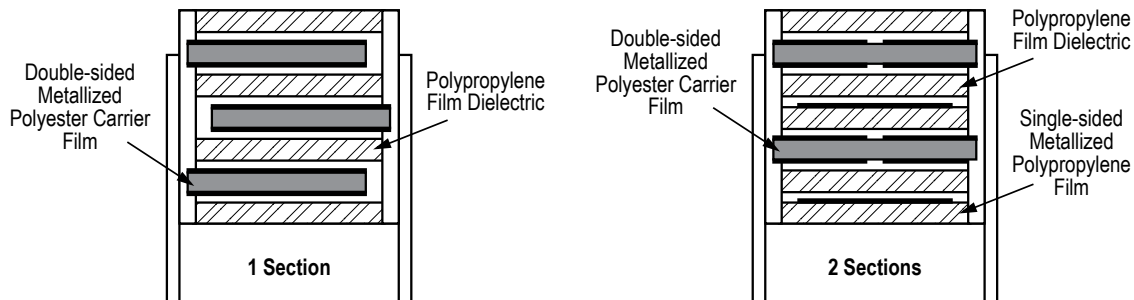 Double-sided
Metallized
Polyester Carrier
Film
Polypropylene
Film Dielectric
1 Section
Double-sided
Metallized
Polyester Carrier
Film
Polypropylene
Film Dielectric
Single-sided
Metallized
Polypropylene
Film
2 Sections